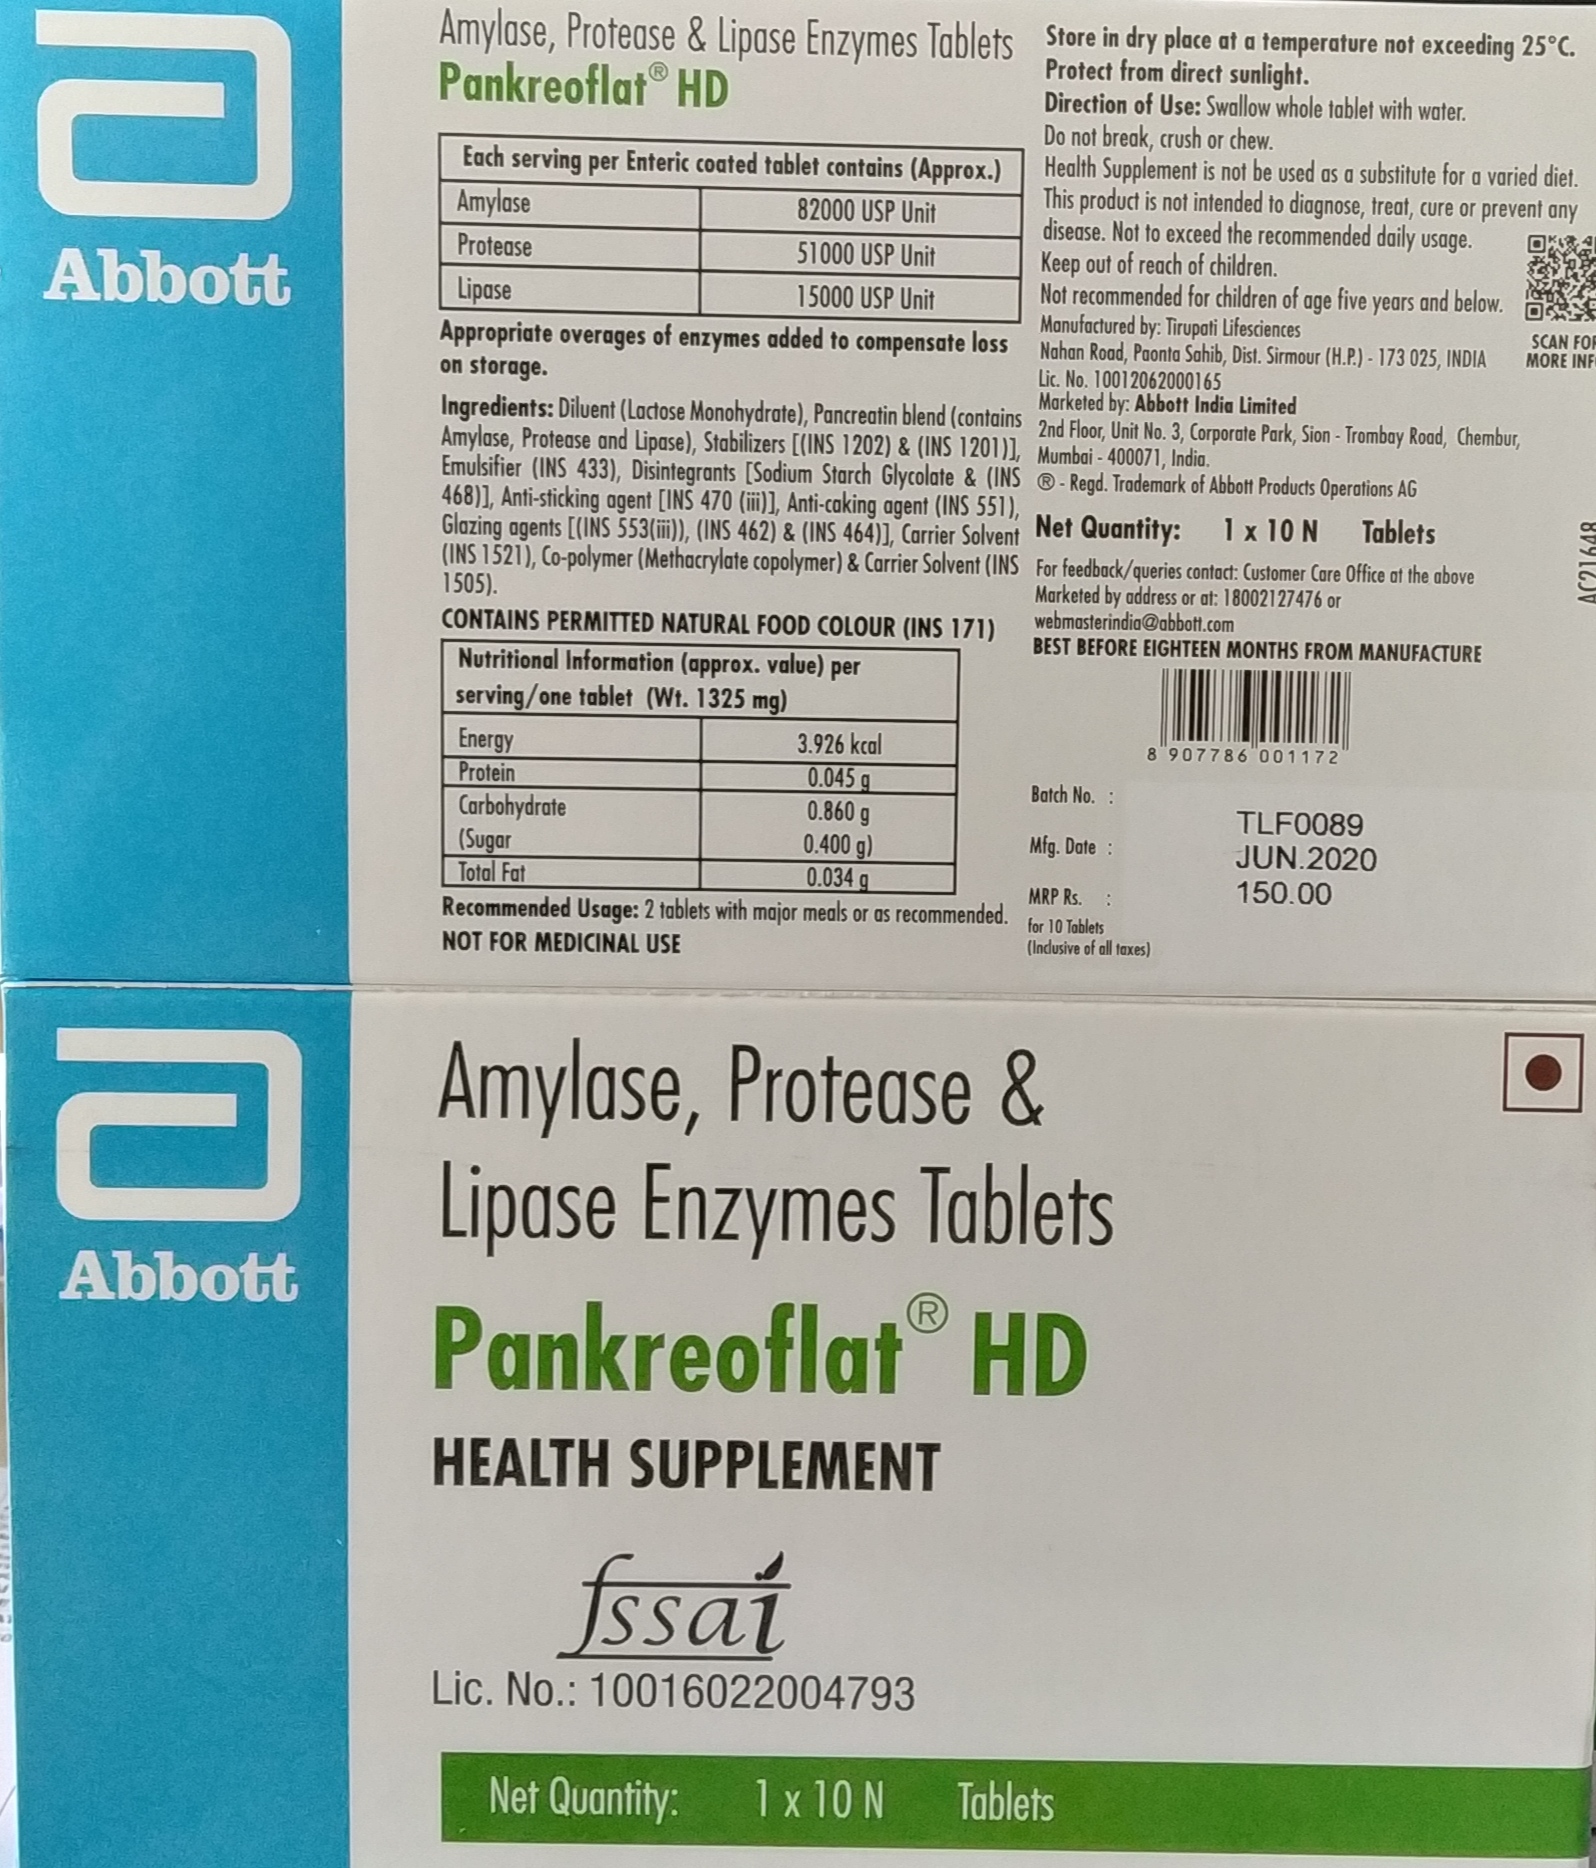 Abbott
Amylase, Protease & Lipase Enzymes Tablets
Pankreoflat® HD
Each serving per Enteric coated tablet contains (Approx.)
Amylase 82000 USP Unit
Protease 51000 USP Unit
Lipase 15000 USP Unit
Appropriate overages of enzymes added to compensate loss
on storage.
Ingredients: Diluent (Lactose Monohydrate), Pancreatin blend (contains
Amylase, Protease and Lipase), Stabilizers [(INS 1202) & (INS 1201)],
Emulsifier (INS 433), Disintegrants [Sodium Starch Glycolate & (INS
468)], Anti-sticking agent [INS 470 (iii)], Anti-caking agent (INS 551),
Glazing agents [(INS 553(iii)), (INS 462) & (INS 464)], Carrier Solvent
(INS 1521), Co-polymer (Methacrylate copolymer) & Carrier Solvent (INS
1505).
CONTAINS PERMITTED NATURAL FOOD COLOUR (INS 171)
Nutritional Information (approx. value) per
serving/one tablet (Wt. 1325 mg)
Energy 3.926 kcal
Protein 0.045 g
Carbohydrate 0.860 g
(Sugar 0.400 g)
Total Fat 0.034 g
Recommended Usage: 2 tablets with major meals or as recommended.
NOT FOR MEDICINAL USE
Store in dry place at a temperature not exceeding 25°C.
Protect from direct sunlight.
Direction of Use: Swallow whole tablet with water.
Do not break, crush or chew.
Health Supplement is not be used as a substitute for a varied diet.
This product is not intended to diagnose, treat, cure or prevent any
disease. Not to exceed the recommended daily usage.
Keep out of reach of children.
Not recommended for children of age five years and below.
SCAN FOR
MORE INF
Manufactured by: Tirupati Lifesciences
Nahan Road, Paonta Sahib, Dist. Sirmour (H.P.) - 173 025, INDIA
Lic. No. 10012062000165
Marketed by: Abbott India Limited
2nd Floor, Unit No. 3, Corporate Park, Sion - Trombay Road, Chembur,
Mumbai - 400071, India.
® - Regd. Trademark of Abbott Products Operations AG
Net Quantity: 1 x 10 N Tablets
AC21648
For feedback/queries contact: Customer Care Office at the above
Marketed by address or at: 18002127476 or
webmasterindia@abbott.com
BEST BEFORE EIGHTEEN MONTHS FROM MANUFACTURE
8 907786 001172
Batch No. : TLF0089
Mfg. Date : JUN.2020
MRP Rs. : 150.00
for 10 Tablets
(Inclusive of all taxes)
Abbott
Amylase, Protease &
Lipase Enzymes Tablets
Pankreoflat® HD
HEALTH SUPPLEMENT
fssai
Lic. No.: 10016022004793
Net Quantity: 1 x 10 N Tablets